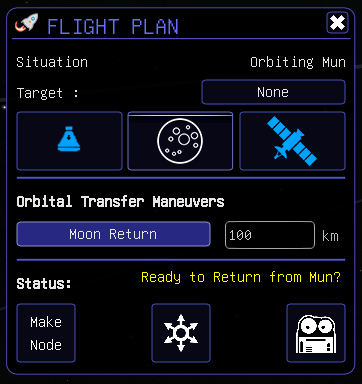 FLIGHT PLAN
Situation Orbiting Mun
Target : None
Orbital Transfer Maneuvers
Moon Return 100 km
Status: Ready to Return from Mun?
Make
Node